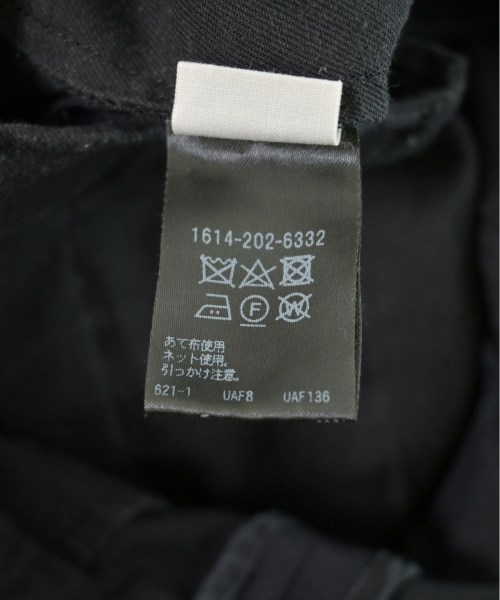 1614-202-6332
F
W
あて布使用
ネット使用。
引っかけ注意。
621-1 UAF8 UAF136